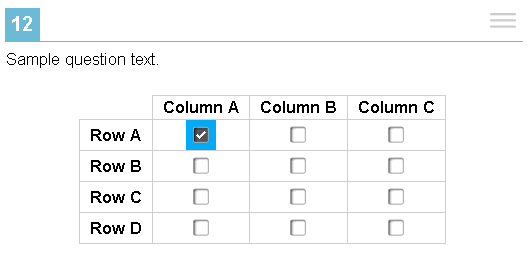 12
Sample question text.
Column A Column B Column C
Row A
Row B
Row C
Row D